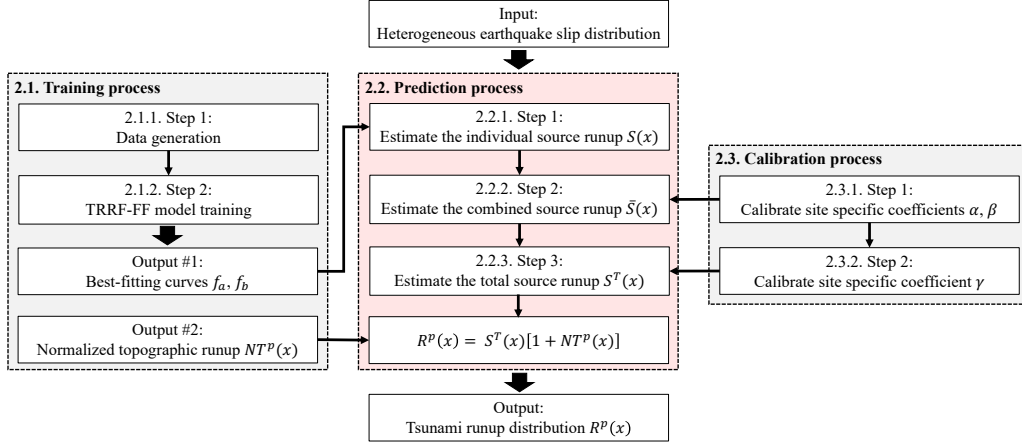 Input:
Heterogeneous earthquake slip distribution
2.1. Training process
2.1.1. Step 1:
Data generation
2.1.2. Step 2:
TRRF-FF model training
Output #1:
Best-fitting curves f_a, f_b
Output #2:
Normalized topographic runup NT^p(x)
2.2. Prediction process
2.2.1. Step 1:
Estimate the individual source runup S(x)
2.2.2. Step 2:
Estimate the combined source runup S̄(x)
2.2.3. Step 3:
Estimate the total source runup S^T(x)
R^p(x) = S^T(x)[1 + NT^p(x)]
2.3. Calibration process
2.3.1. Step 1:
Calibrate site specific coefficients α, β
2.3.2. Step 2:
Calibrate site specific coefficient γ
Output:
Tsunami runup distribution R^p(x)